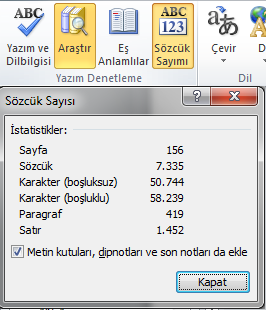 ABC
ABC
123
Yazım ve
Dilbilgisi
Araştır
Eş
Anlamlılar
Sözcük
Sayımı
Çevir
Yazım Denetleme
Dil
Sözcük Sayısı
İstatistikler:
Sayfa 156
Sözcük 7.335
Karakter (boşluksuz) 50.744
Karakter (boşluklu) 58.239
Paragraf 419
Satır 1.452
Metin kutuları, dipnotları ve son notları da ekle
Kapat